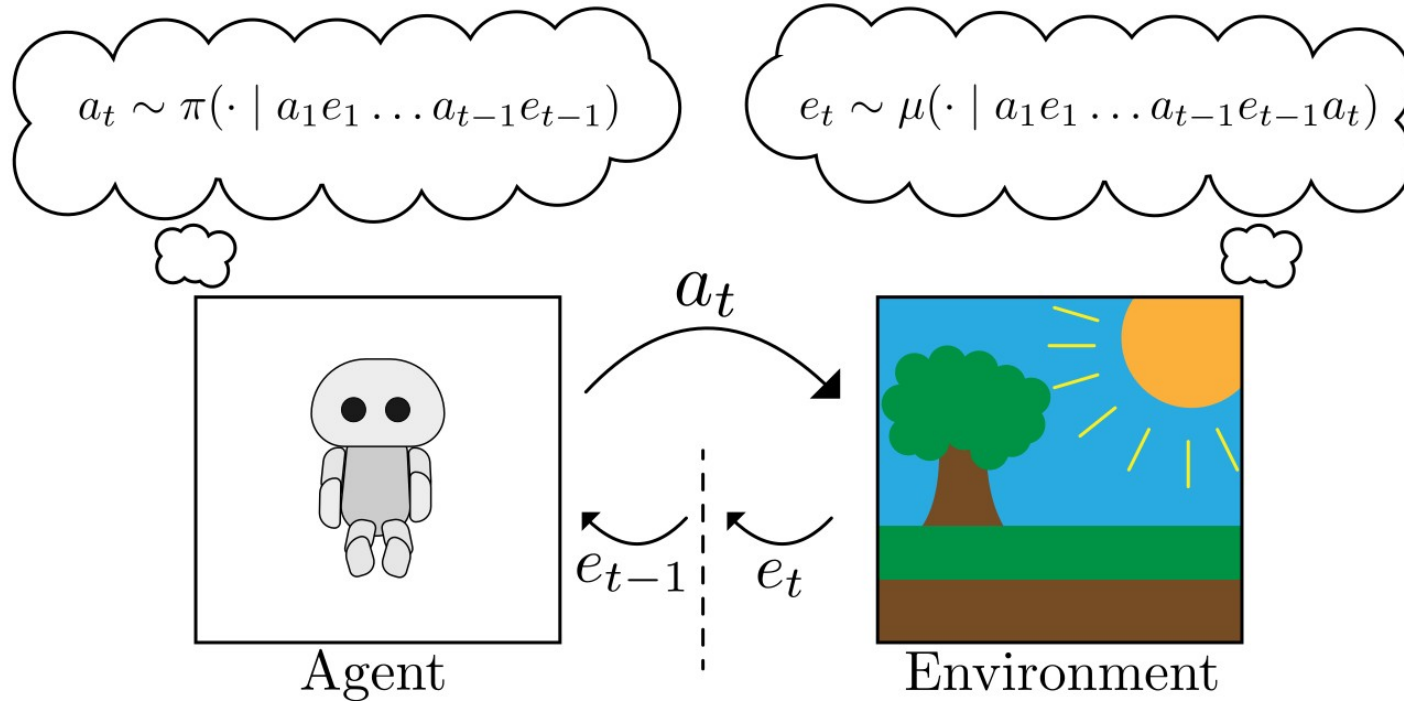 a_t ∼ π(· | a_1e_1 … a_{t−1}e_{t−1})
e_t ∼ μ(· | a_1e_1 … a_{t−1}e_{t−1}a_t)
a_t
e_{t−1}
e_t
Agent
Environment